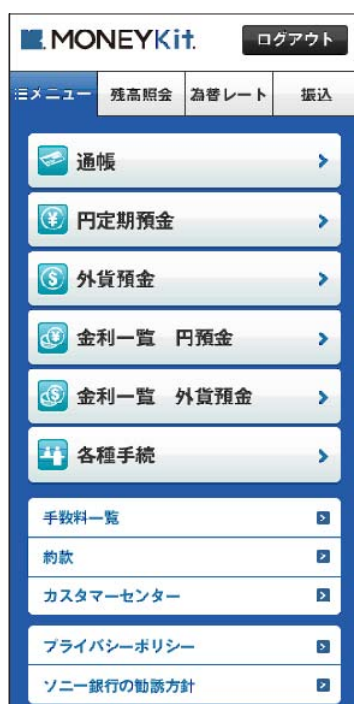 MONEYKit.
ログアウト
メニュー 残高照会 為替レート 振込
通帳
円定期預金
外貨預金
金利一覧 円預金
金利一覧 外貨預金
各種手続
手数料一覧
約款
カスタマーセンター
プライバシーポリシー
ソニー銀行の勧誘方針